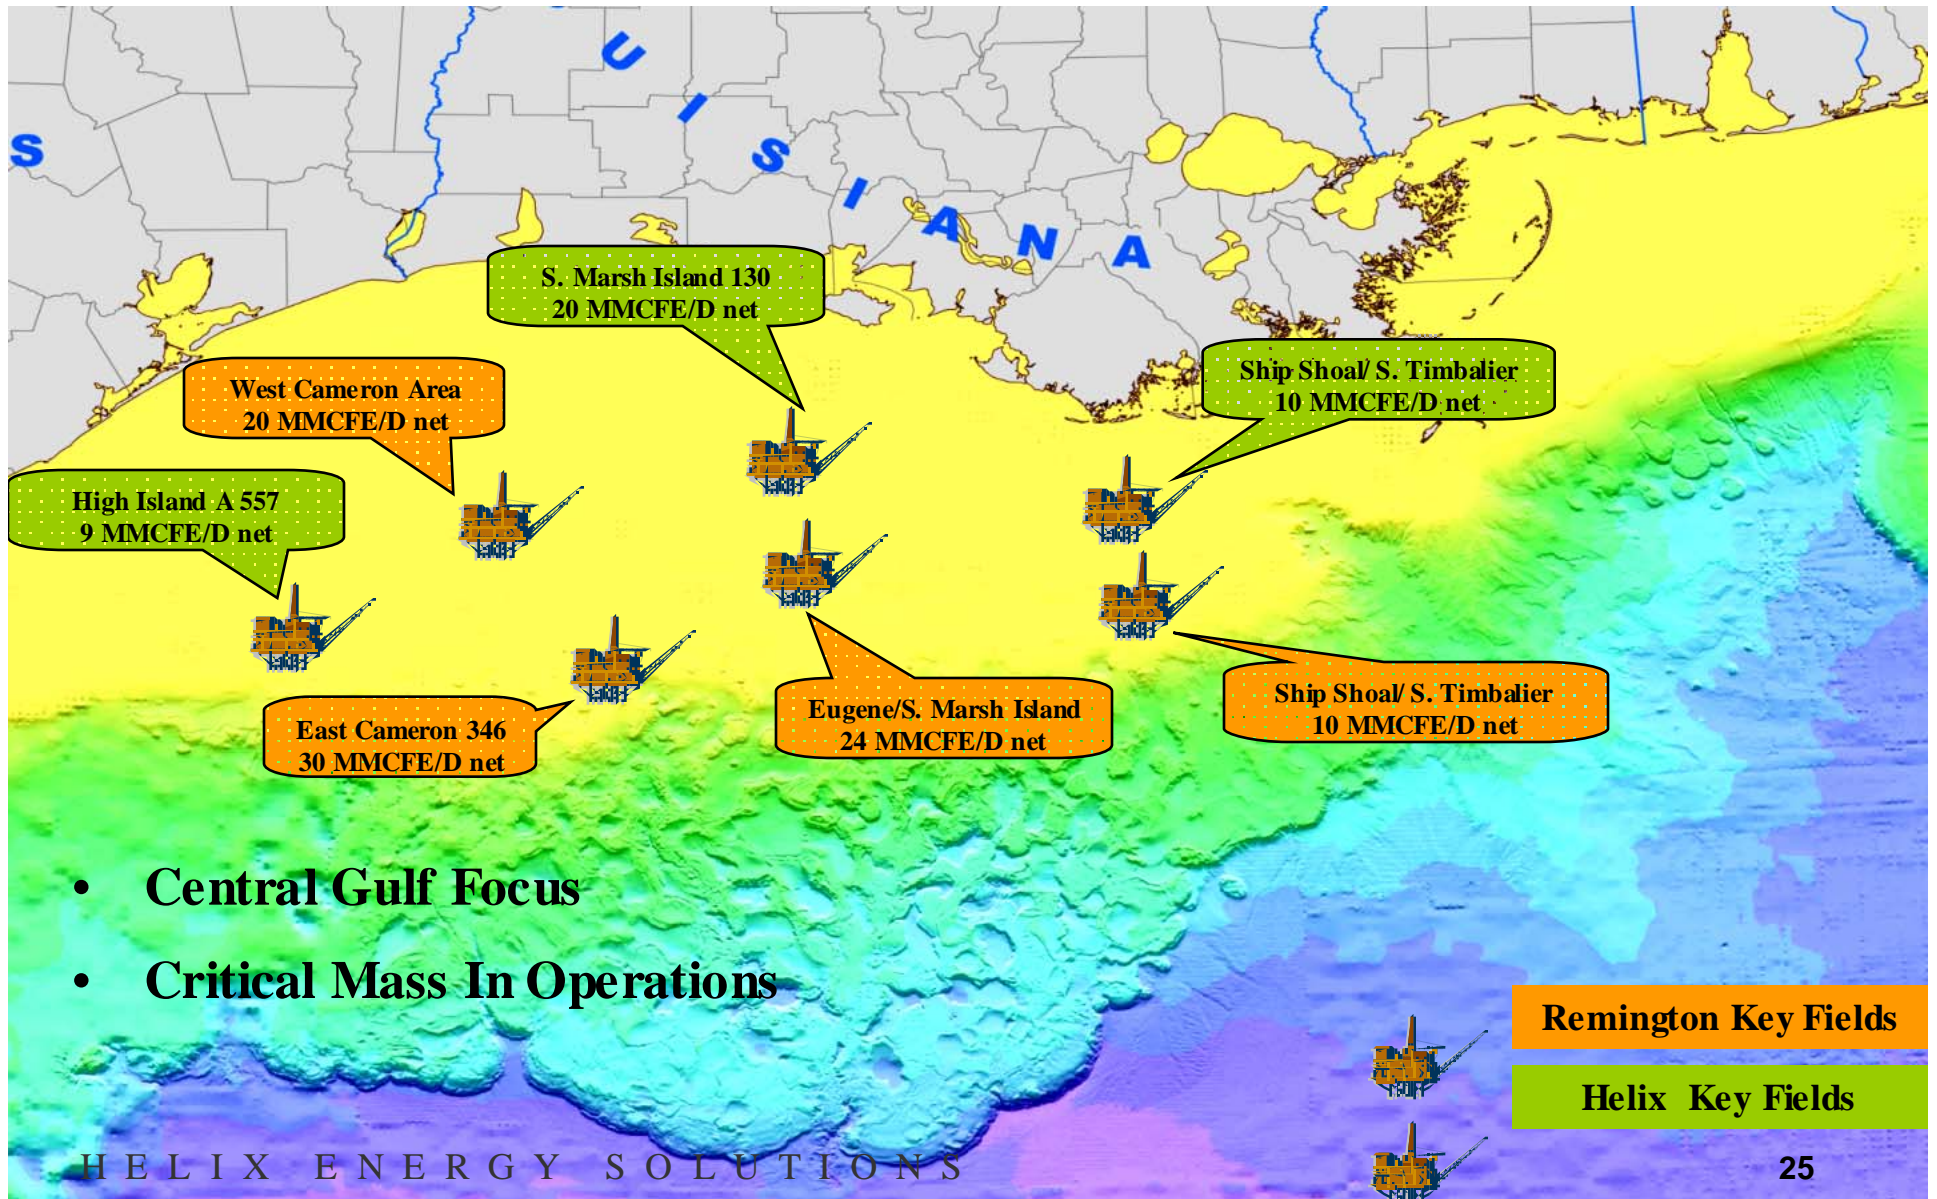 S
U I S I A N A
S. Marsh Island 130
20 MMCFE/D net
Ship Shoal/ S. Timbalier
10 MMCFE/D net
West Cameron Area
20 MMCFE/D net
High Island A 557
9 MMCFE/D net
East Cameron 346
30 MMCFE/D net
Eugene/S. Marsh Island
24 MMCFE/D net
Ship Shoal/ S. Timbalier
10 MMCFE/D net
• Central Gulf Focus
• Critical Mass In Operations
Remington Key Fields
Helix Key Fields
HELIX ENERGY SOLUTIONS
25